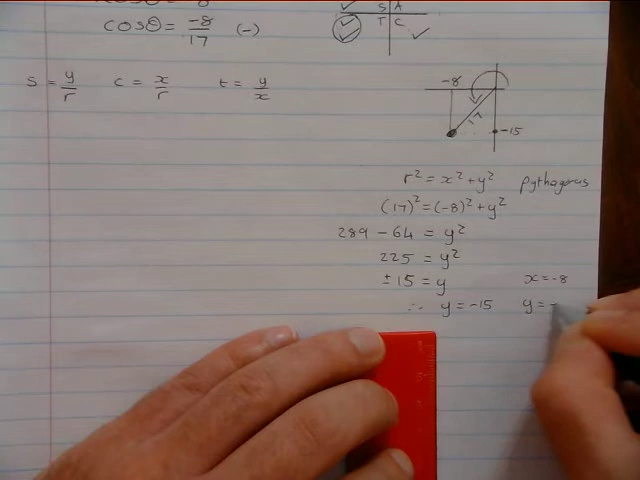 cosθ = -8/17 (-)
S A
T C
s = y/r c = x/r t = y/x
-8
17
-15
r² = x² + y² pythagoras
(17)² = (-8)² + y²
289 - 64 = y²
225 = y²
± 15 = y x = -8
∴ y = -15 y = -